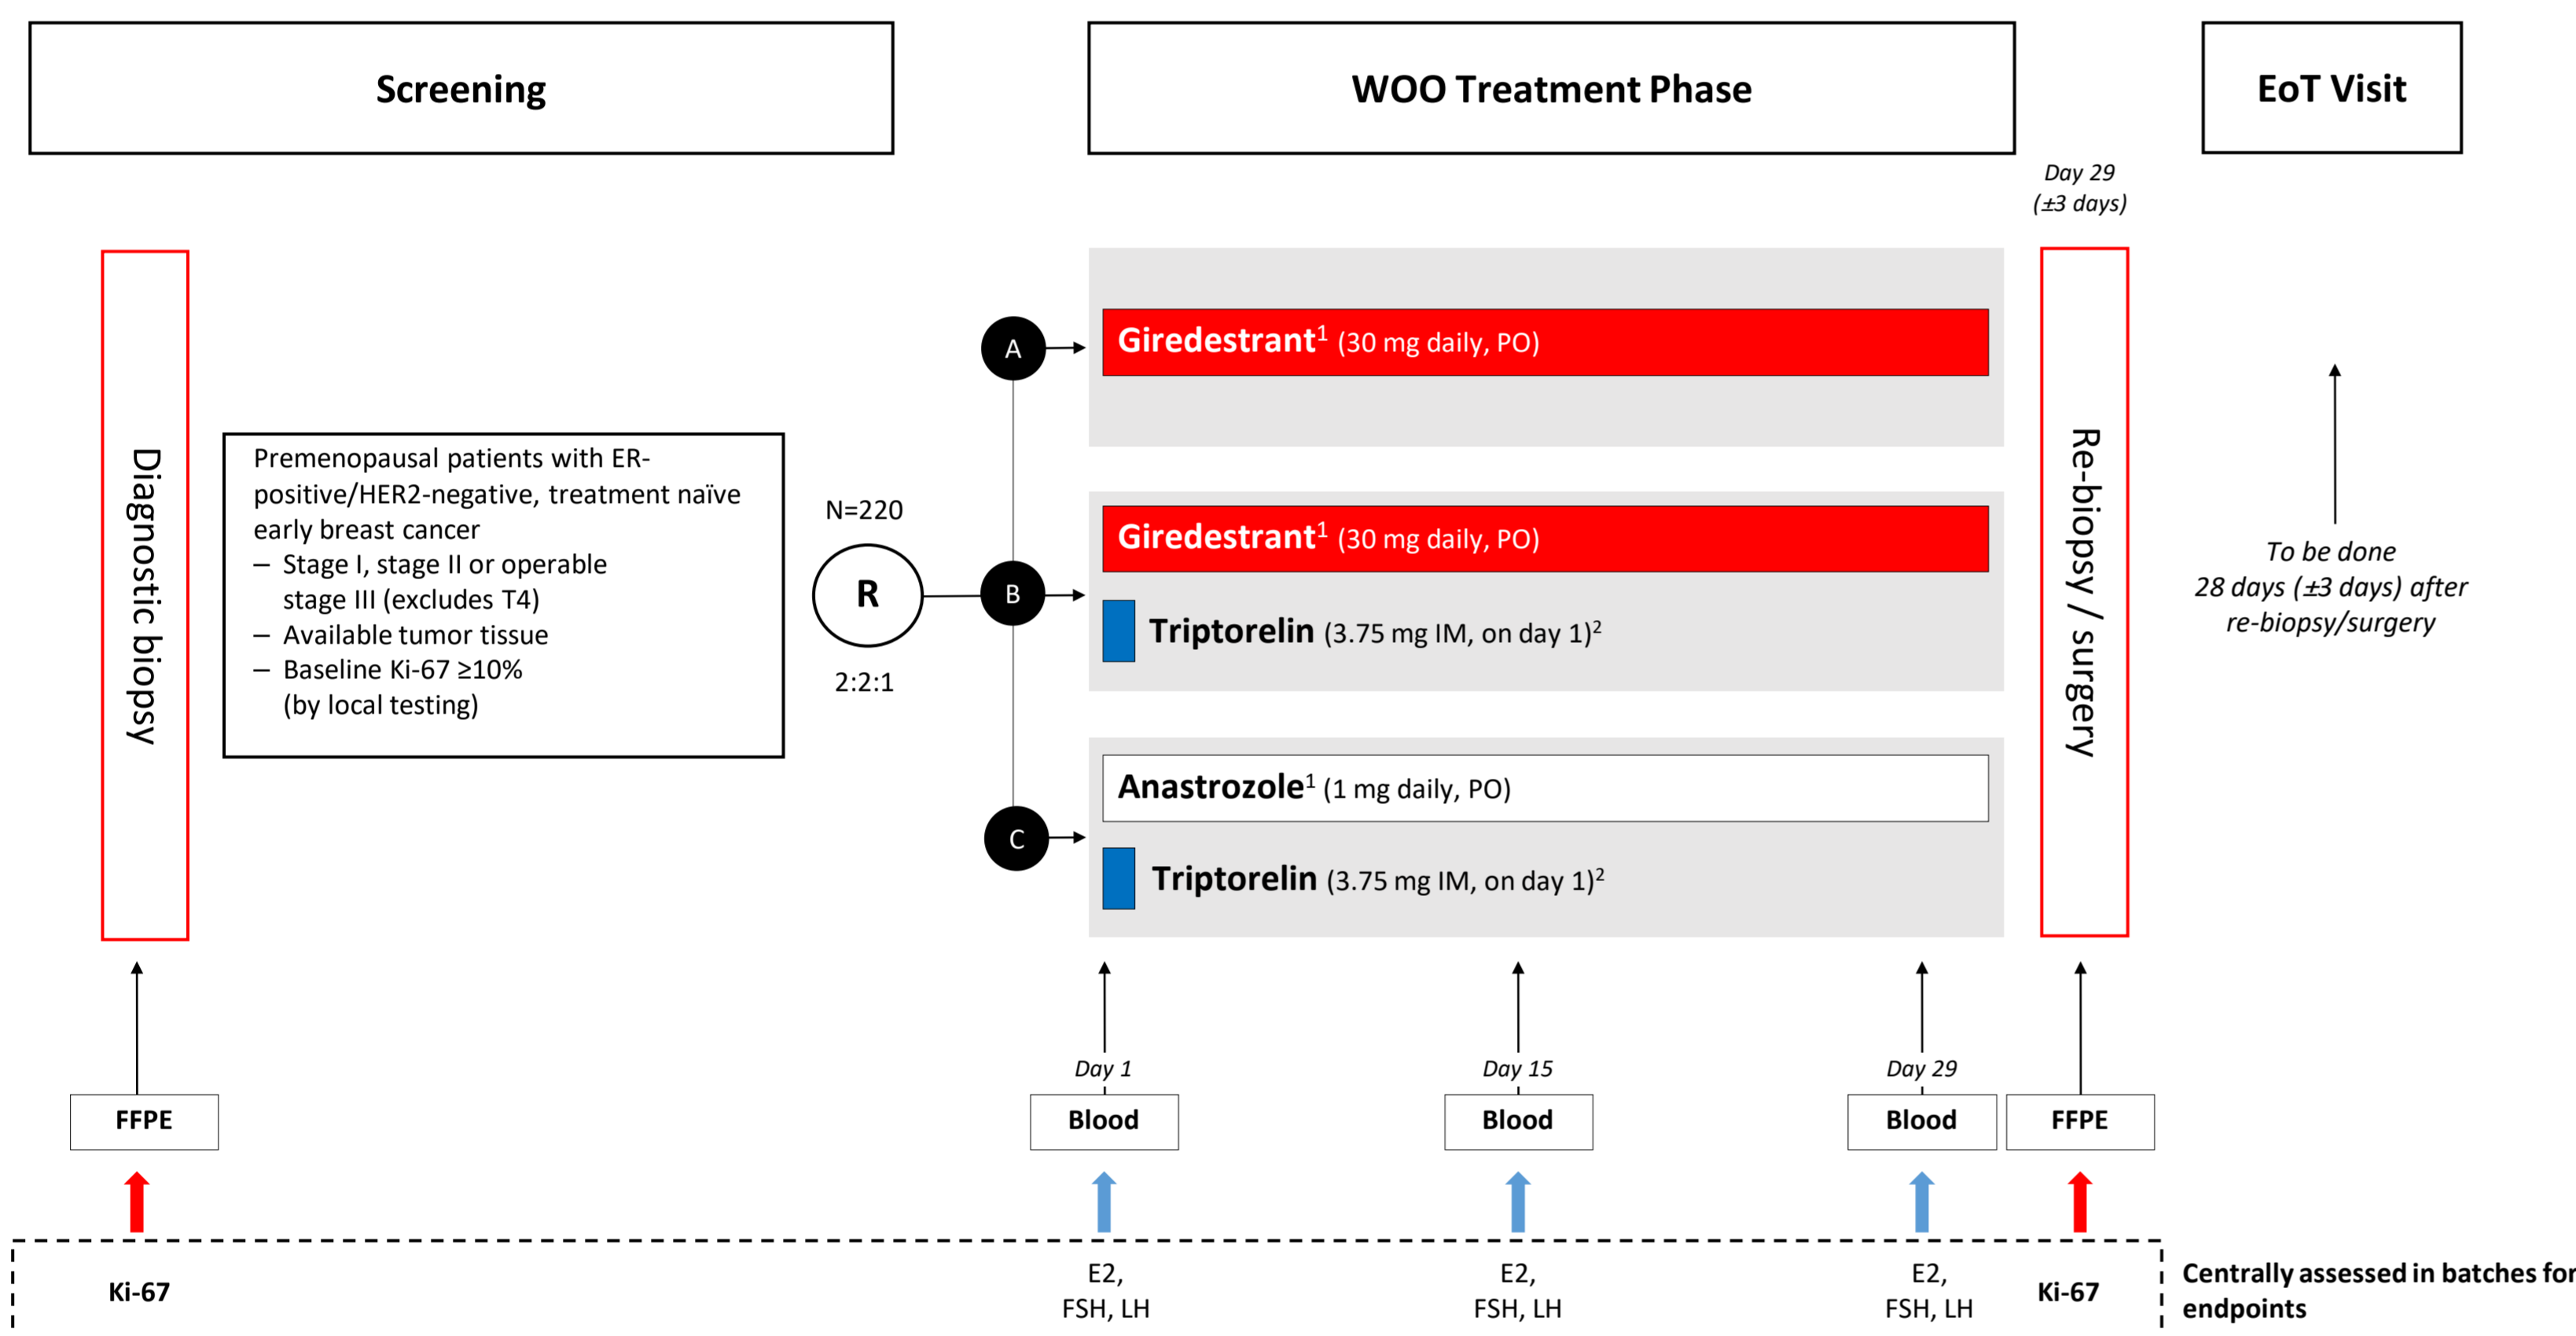 Screening
WOO Treatment Phase
EoT Visit
Day 29
(±3 days)
Diagnostic biopsy
Premenopausal patients with ER-
positive/HER2-negative, treatment naïve
early breast cancer
– Stage I, stage II or operable
stage III (excludes T4)
– Available tumor tissue
– Baseline Ki-67 ≥10%
(by local testing)
N=220
R
2:2:1
A
Giredestrant¹ (30 mg daily, PO)
B
Giredestrant¹ (30 mg daily, PO)
Triptorelin (3.75 mg IM, on day 1)²
C
Anastrozole¹ (1 mg daily, PO)
Triptorelin (3.75 mg IM, on day 1)²
Re-biopsy / surgery
To be done
28 days (±3 days) after
re-biopsy/surgery
Day 1
Day 15
Day 29
FFPE
Blood
Blood
Blood
FFPE
Ki-67
E2,
FSH, LH
E2,
FSH, LH
E2,
FSH, LH
Ki-67
Centrally assessed in batches for
endpoints